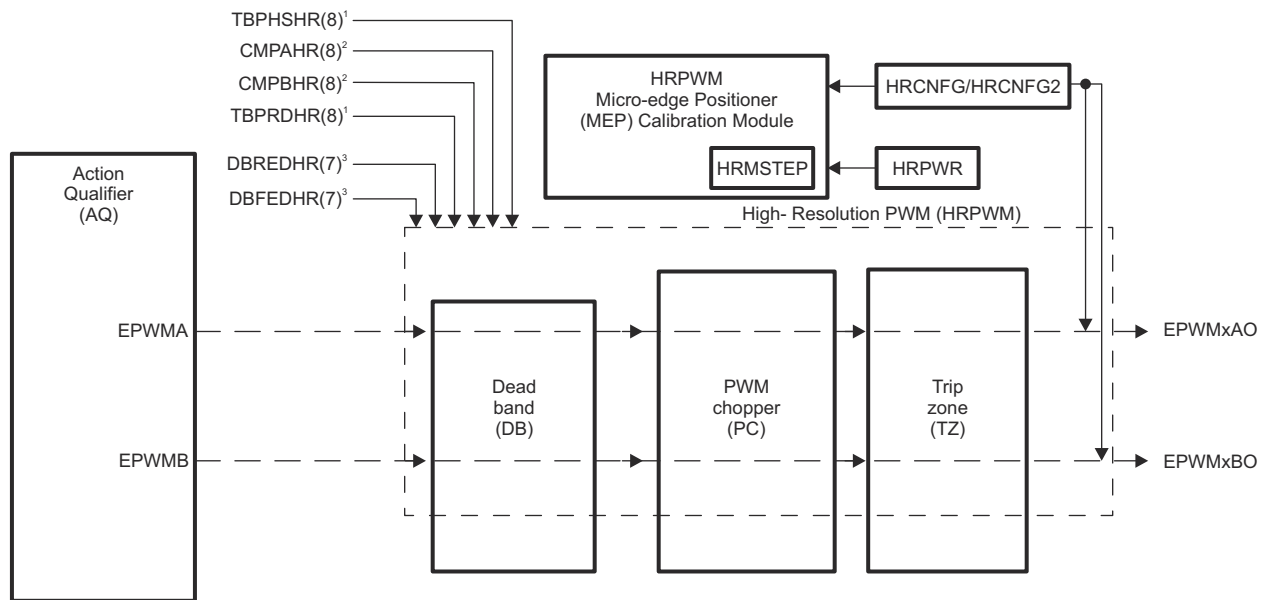 TBPHSHR(8)¹
CMPAHR(8)²
CMPBHR(8)²
TBPRDHR(8)¹
DBREDHR(7)³
DBFEDHR(7)³
HRPWM
Micro-edge Positioner
(MEP) Calibration Module
HRMSTEP
HRCNFG/HRCNFG2
HRPWR
High- Resolution PWM (HRPWM)
Action
Qualifier
(AQ)
EPWMA
EPWMB
Dead
band
(DB)
PWM
chopper
(PC)
Trip
zone
(TZ)
EPWMxAO
EPWMxBO